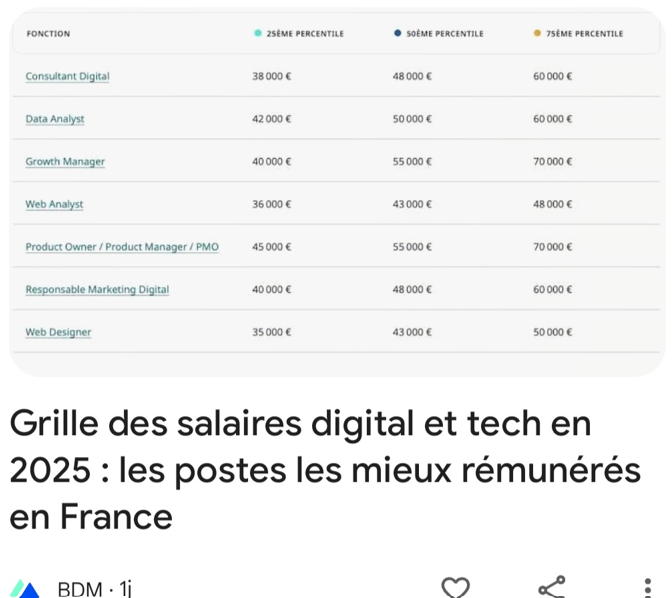 FONCTION 25ÈME PERCENTILE 50ÈME PERCENTILE 75ÈME PERCENTILE
Consultant Digital 38 000 € 48 000 € 60 000 €
Data Analyst 42 000 € 50 000 € 60 000 €
Growth Manager 40 000 € 55 000 € 70 000 €
Web Analyst 36 000 € 43 000 € 48 000 €
Product Owner / Product Manager / PMO 45 000 € 55 000 € 70 000 €
Responsable Marketing Digital 40 000 € 48 000 € 60 000 €
Web Designer 35 000 € 43 000 € 50 000 €
Grille des salaires digital et tech en
2025 : les postes les mieux rémunérés
en France
BDM · 1j